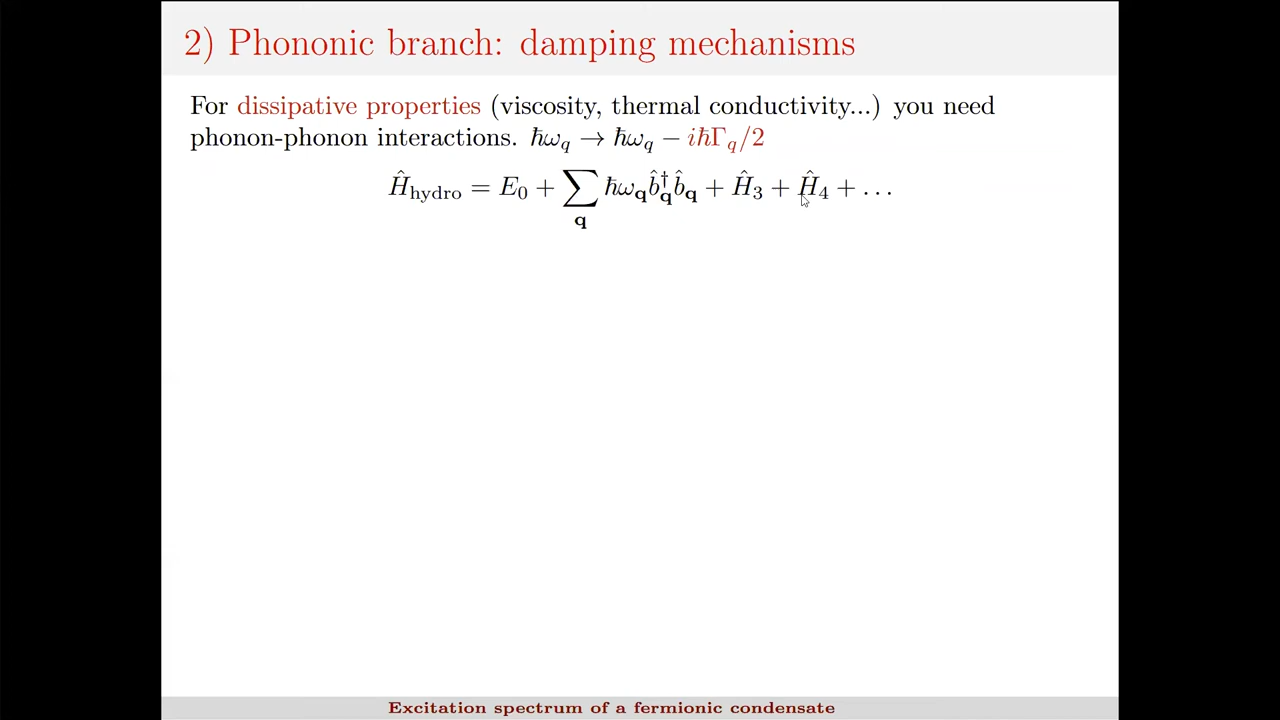 2) Phononic branch: damping mechanisms
For dissipative properties (viscosity, thermal conductivity...) you need
phonon-phonon interactions. ℏω_q → ℏω_q − iℏΓ_q/2
Ĥ_hydro = E_0 + ∑_q ℏω_q b̂†_q b̂_q + Ĥ_3 + Ĥ_4 + …
Excitation spectrum of a fermionic condensate